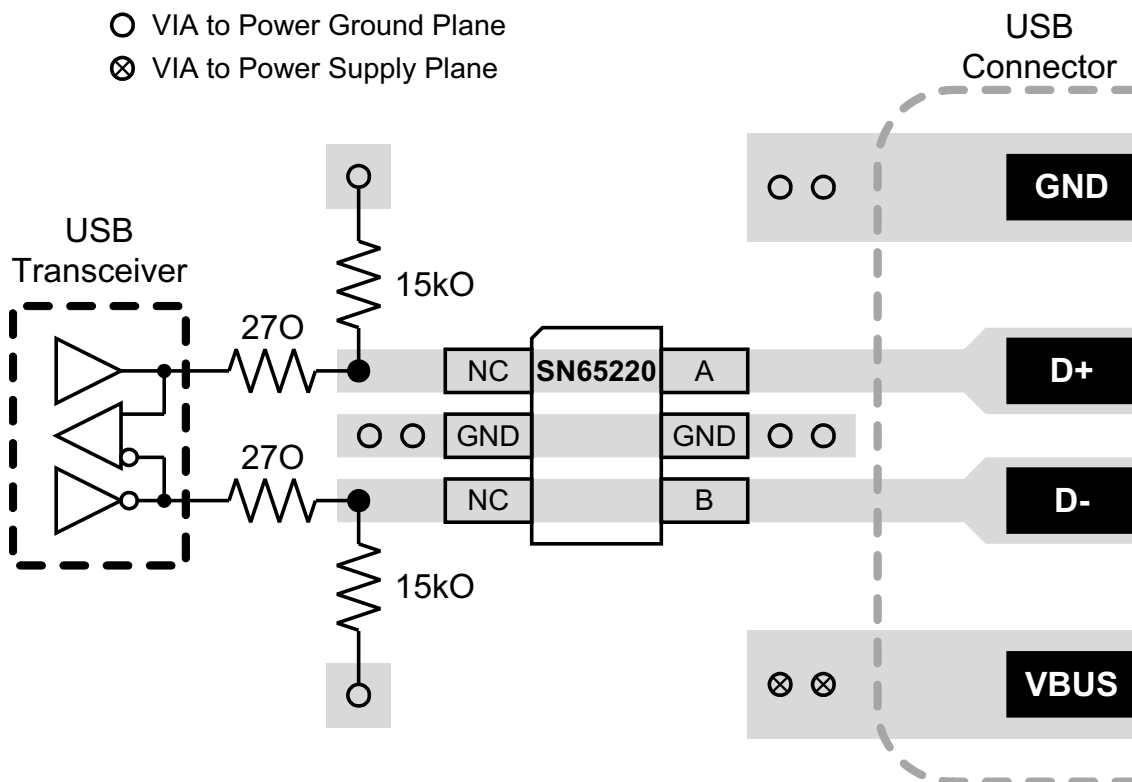 VIA to Power Ground Plane
VIA to Power Supply Plane
USB
Connector
GND
USB
Transceiver
15kO
27O
NC
SN65220
A
D+
GND
GND
27O
NC
B
D-
15kO
VBUS